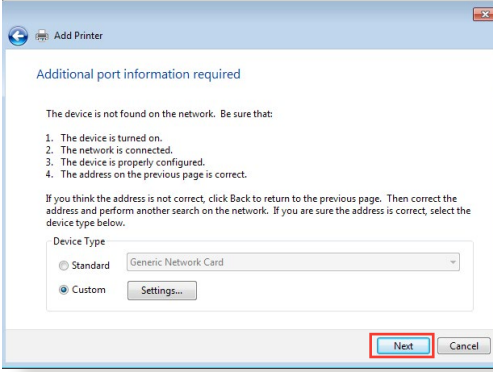 Add Printer
Additional port information required
The device is not found on the network. Be sure that:
1. The device is turned on.
2. The network is connected.
3. The device is properly configured.
4. The address on the previous page is correct.
If you think the address is not correct, click Back to return to the previous page. Then correct the
address and perform another search on the network. If you are sure the address is correct, select the
device type below.
Device Type
Standard Generic Network Card
Custom Settings...
Next Cancel